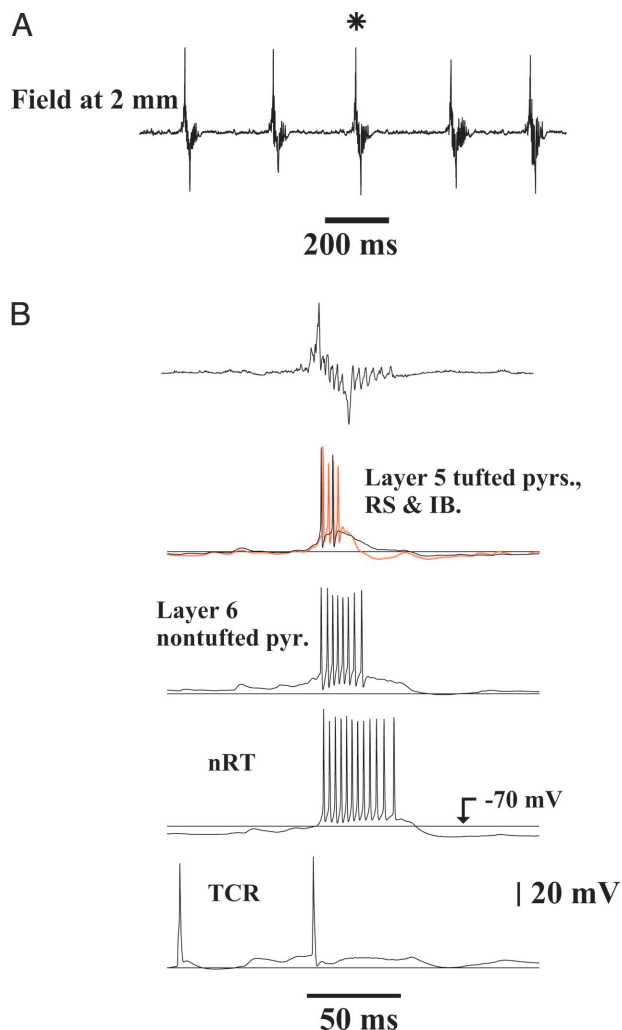 A
*
Field at 2 mm
200 ms
B
Layer 5 tufted pyrs.,
RS & IB.
Layer 6
nontufted pyr.
nRT
-70 mV
TCR
20 mV
50 ms